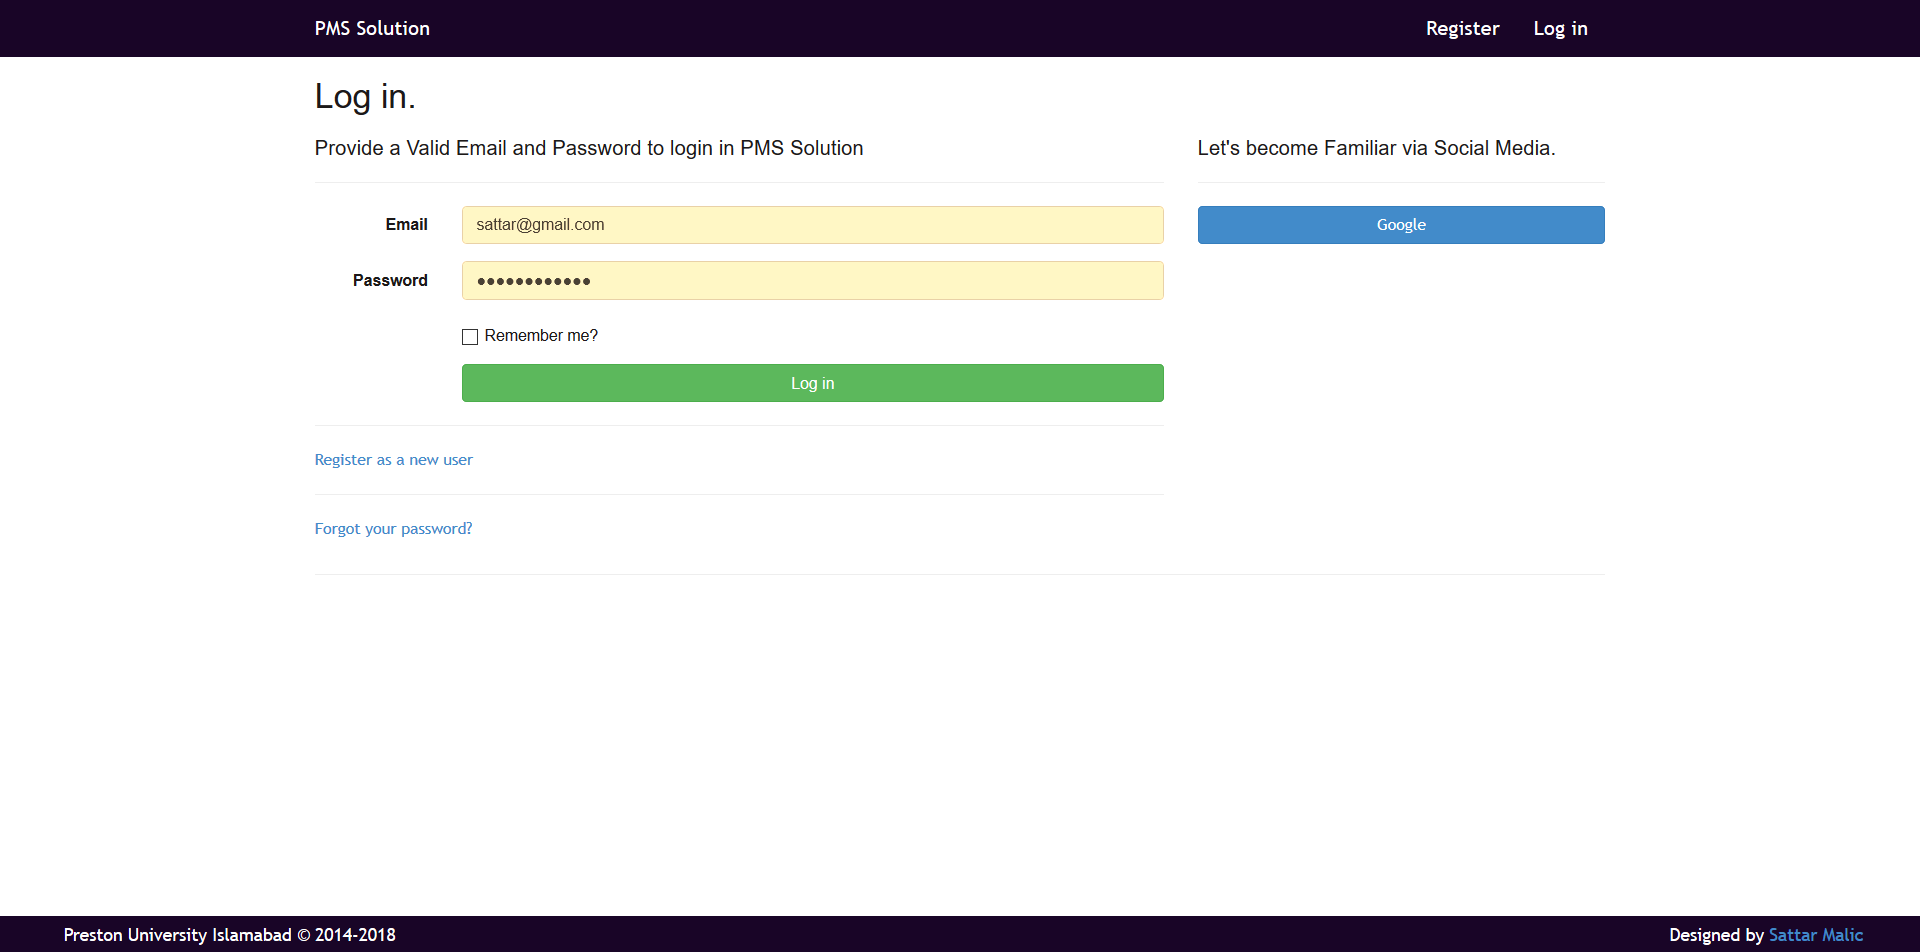 PMS Solution
Register
Log in
Log in.
Provide a Valid Email and Password to login in PMS Solution
Email
sattar@gmail.com
Password
●●●●●●●●●●●●
Remember me?
Log in
Register as a new user
Forgot your password?
Let's become Familiar via Social Media.
Google
Preston University Islamabad © 2014-2018
Designed by Sattar Malic